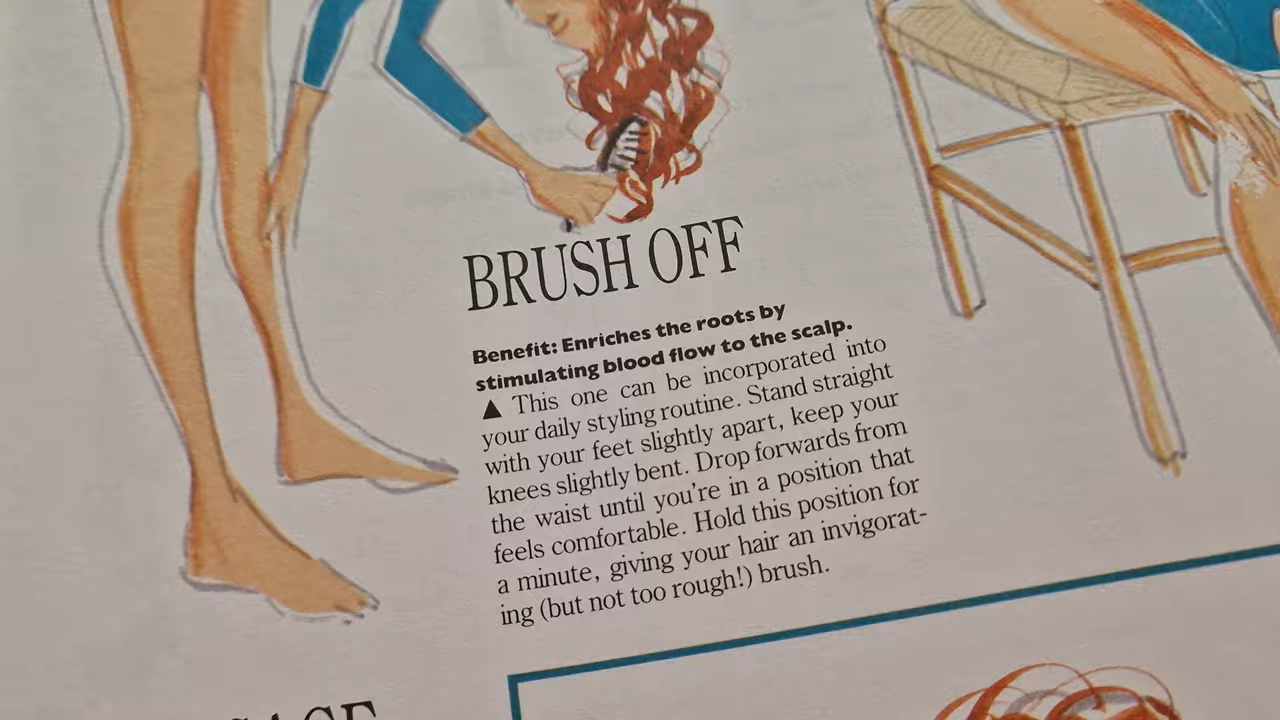 BRUSH OFF
Benefit: Enriches the roots by
stimulating blood flow to the scalp.
▲ This one can be incorporated into
your daily styling routine. Stand straight
with your feet slightly apart, keep your
knees slightly bent. Drop forwards from
the waist until you're in a position that
feels comfortable. Hold this position for
a minute, giving your hair an invigorat-
ing (but not too rough!) brush.